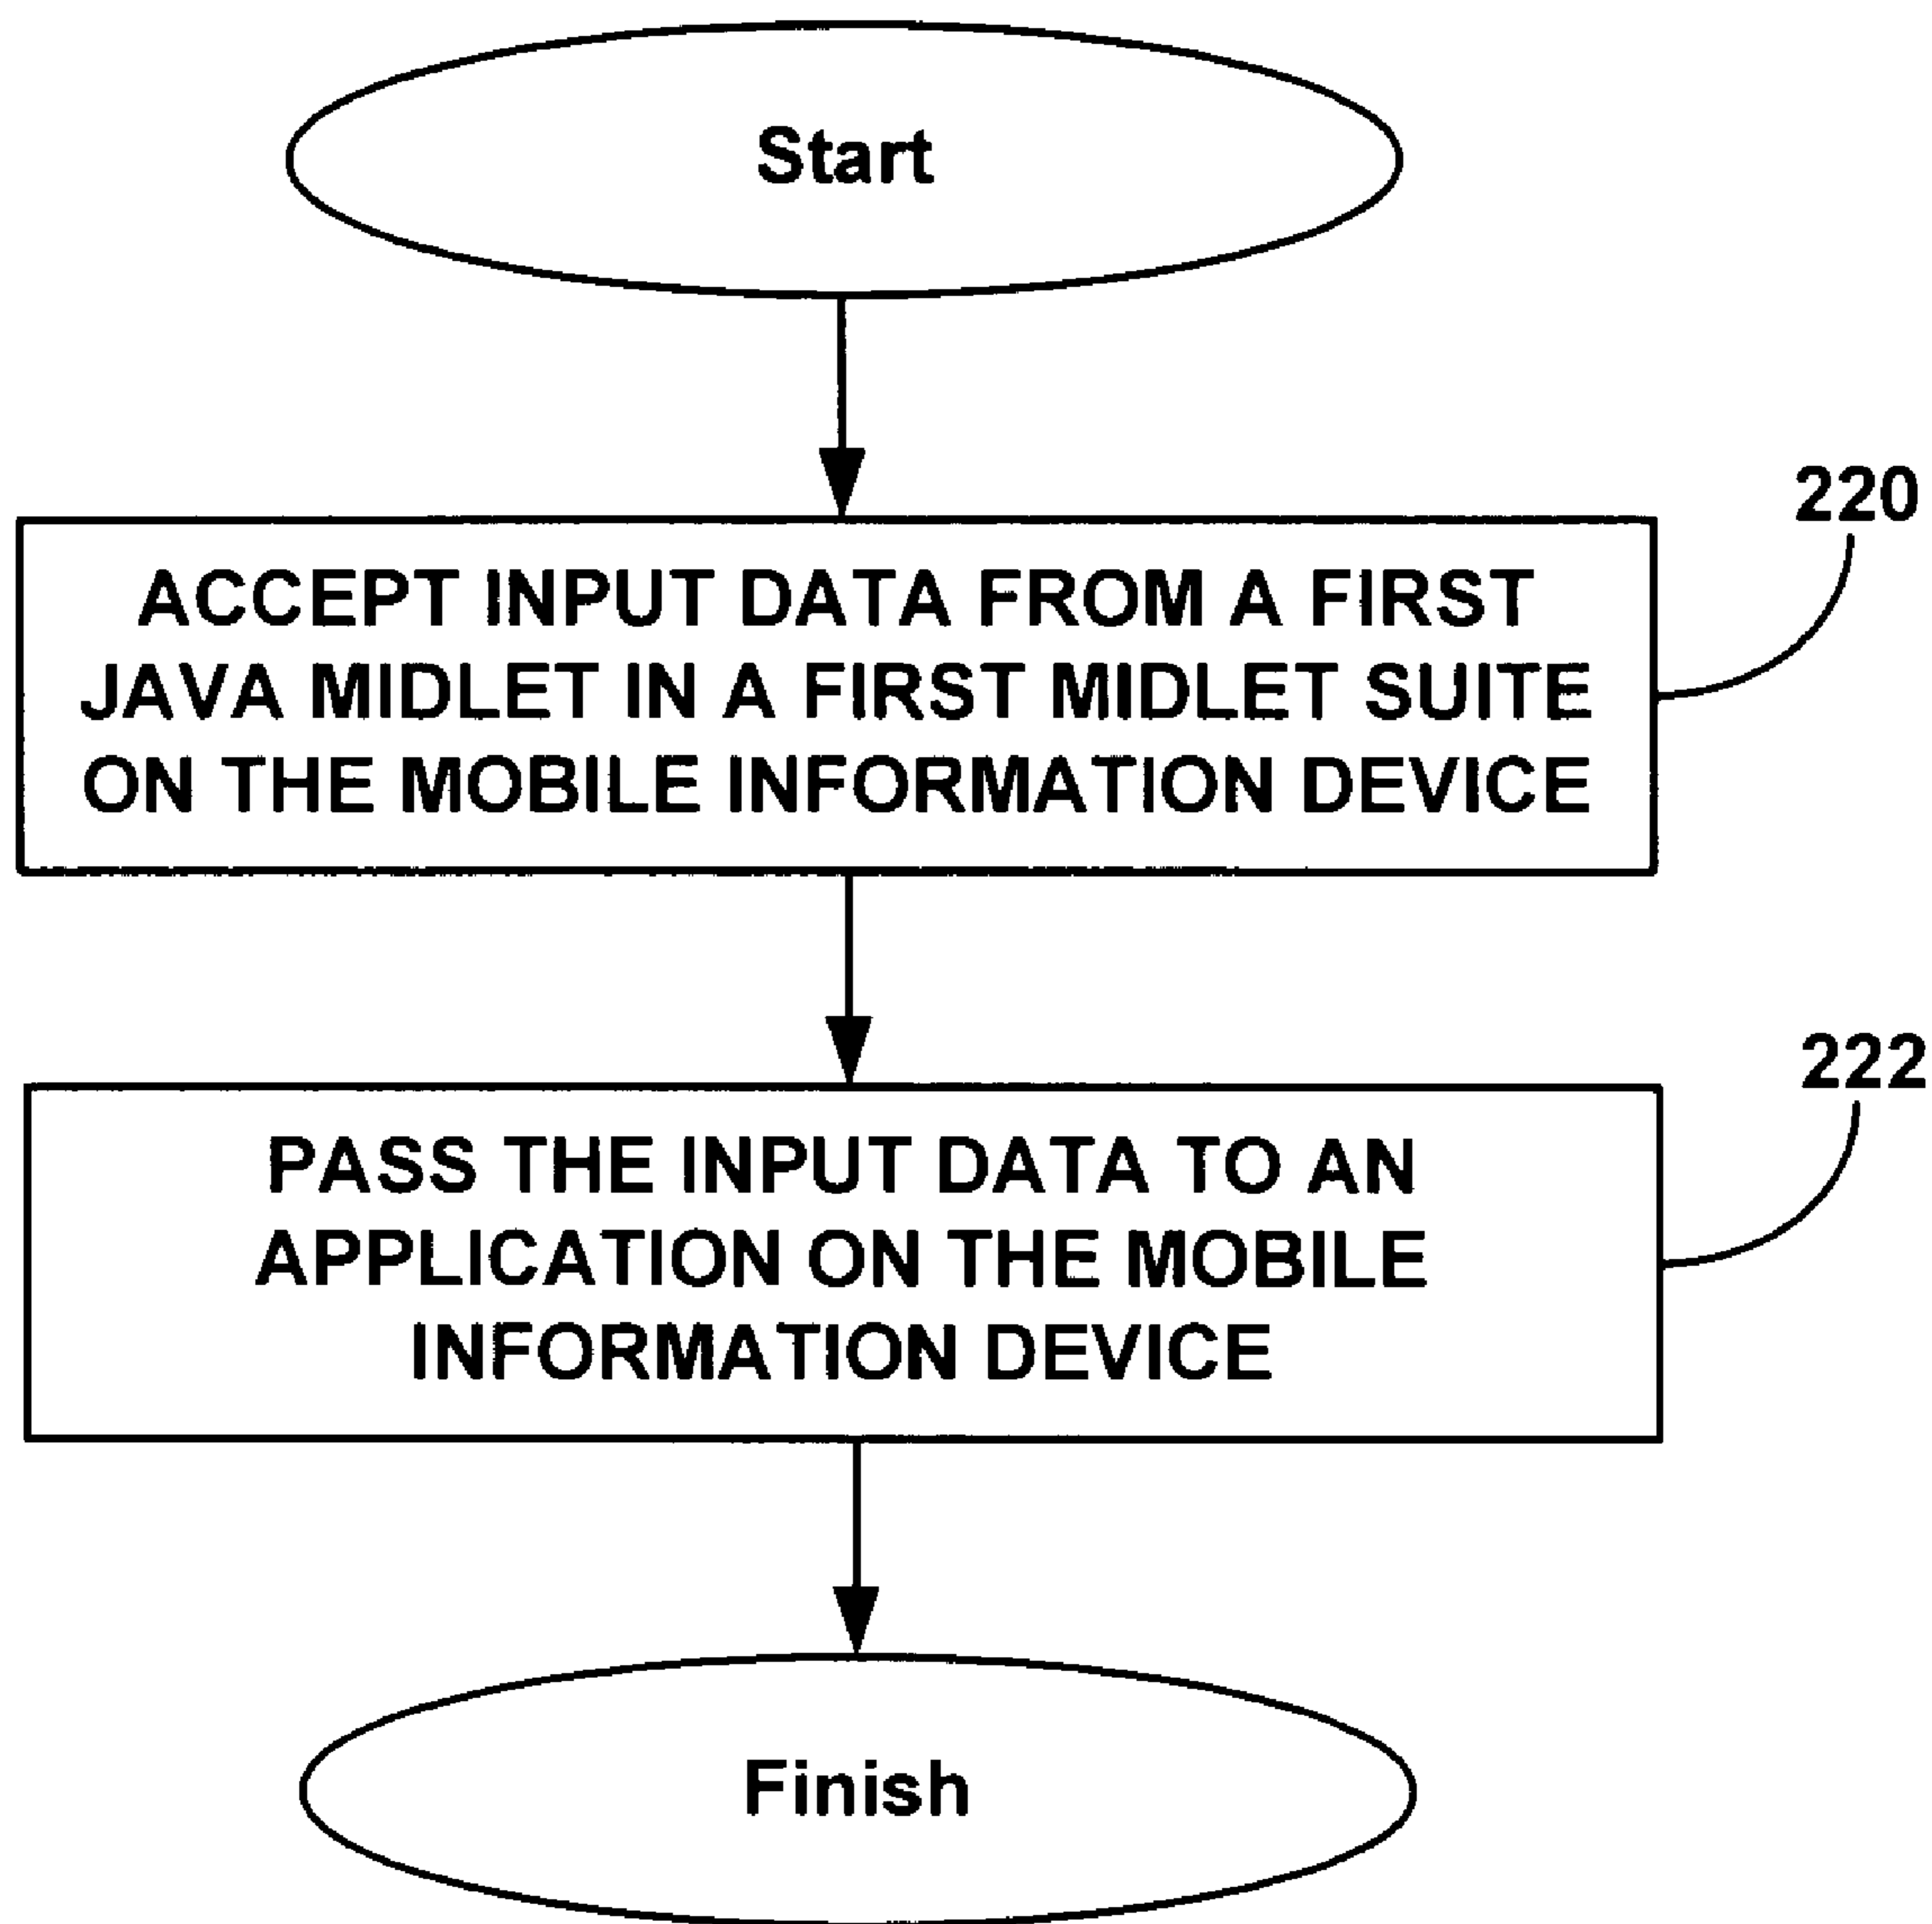 Start
220
ACCEPT INPUT DATA FROM A FIRST
JAVA MIDLET IN A FIRST MIDLET SUITE
ON THE MOBILE INFORMATION DEVICE
222
PASS THE INPUT DATA TO AN
APPLICATION ON THE MOBILE
INFORMATION DEVICE
Finish